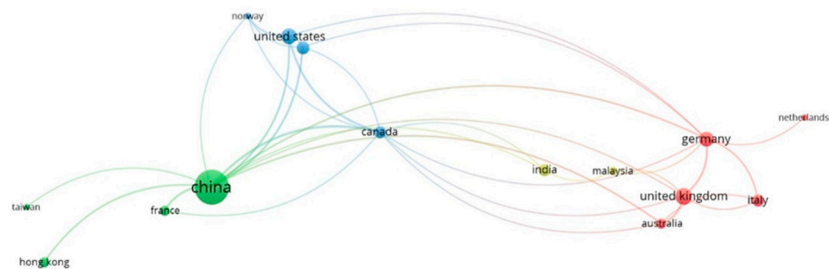 norway
united states
netherlands
canada
germany
india
malaysia
china
united kingdom
italy
taiwan
france
australia
hong kong